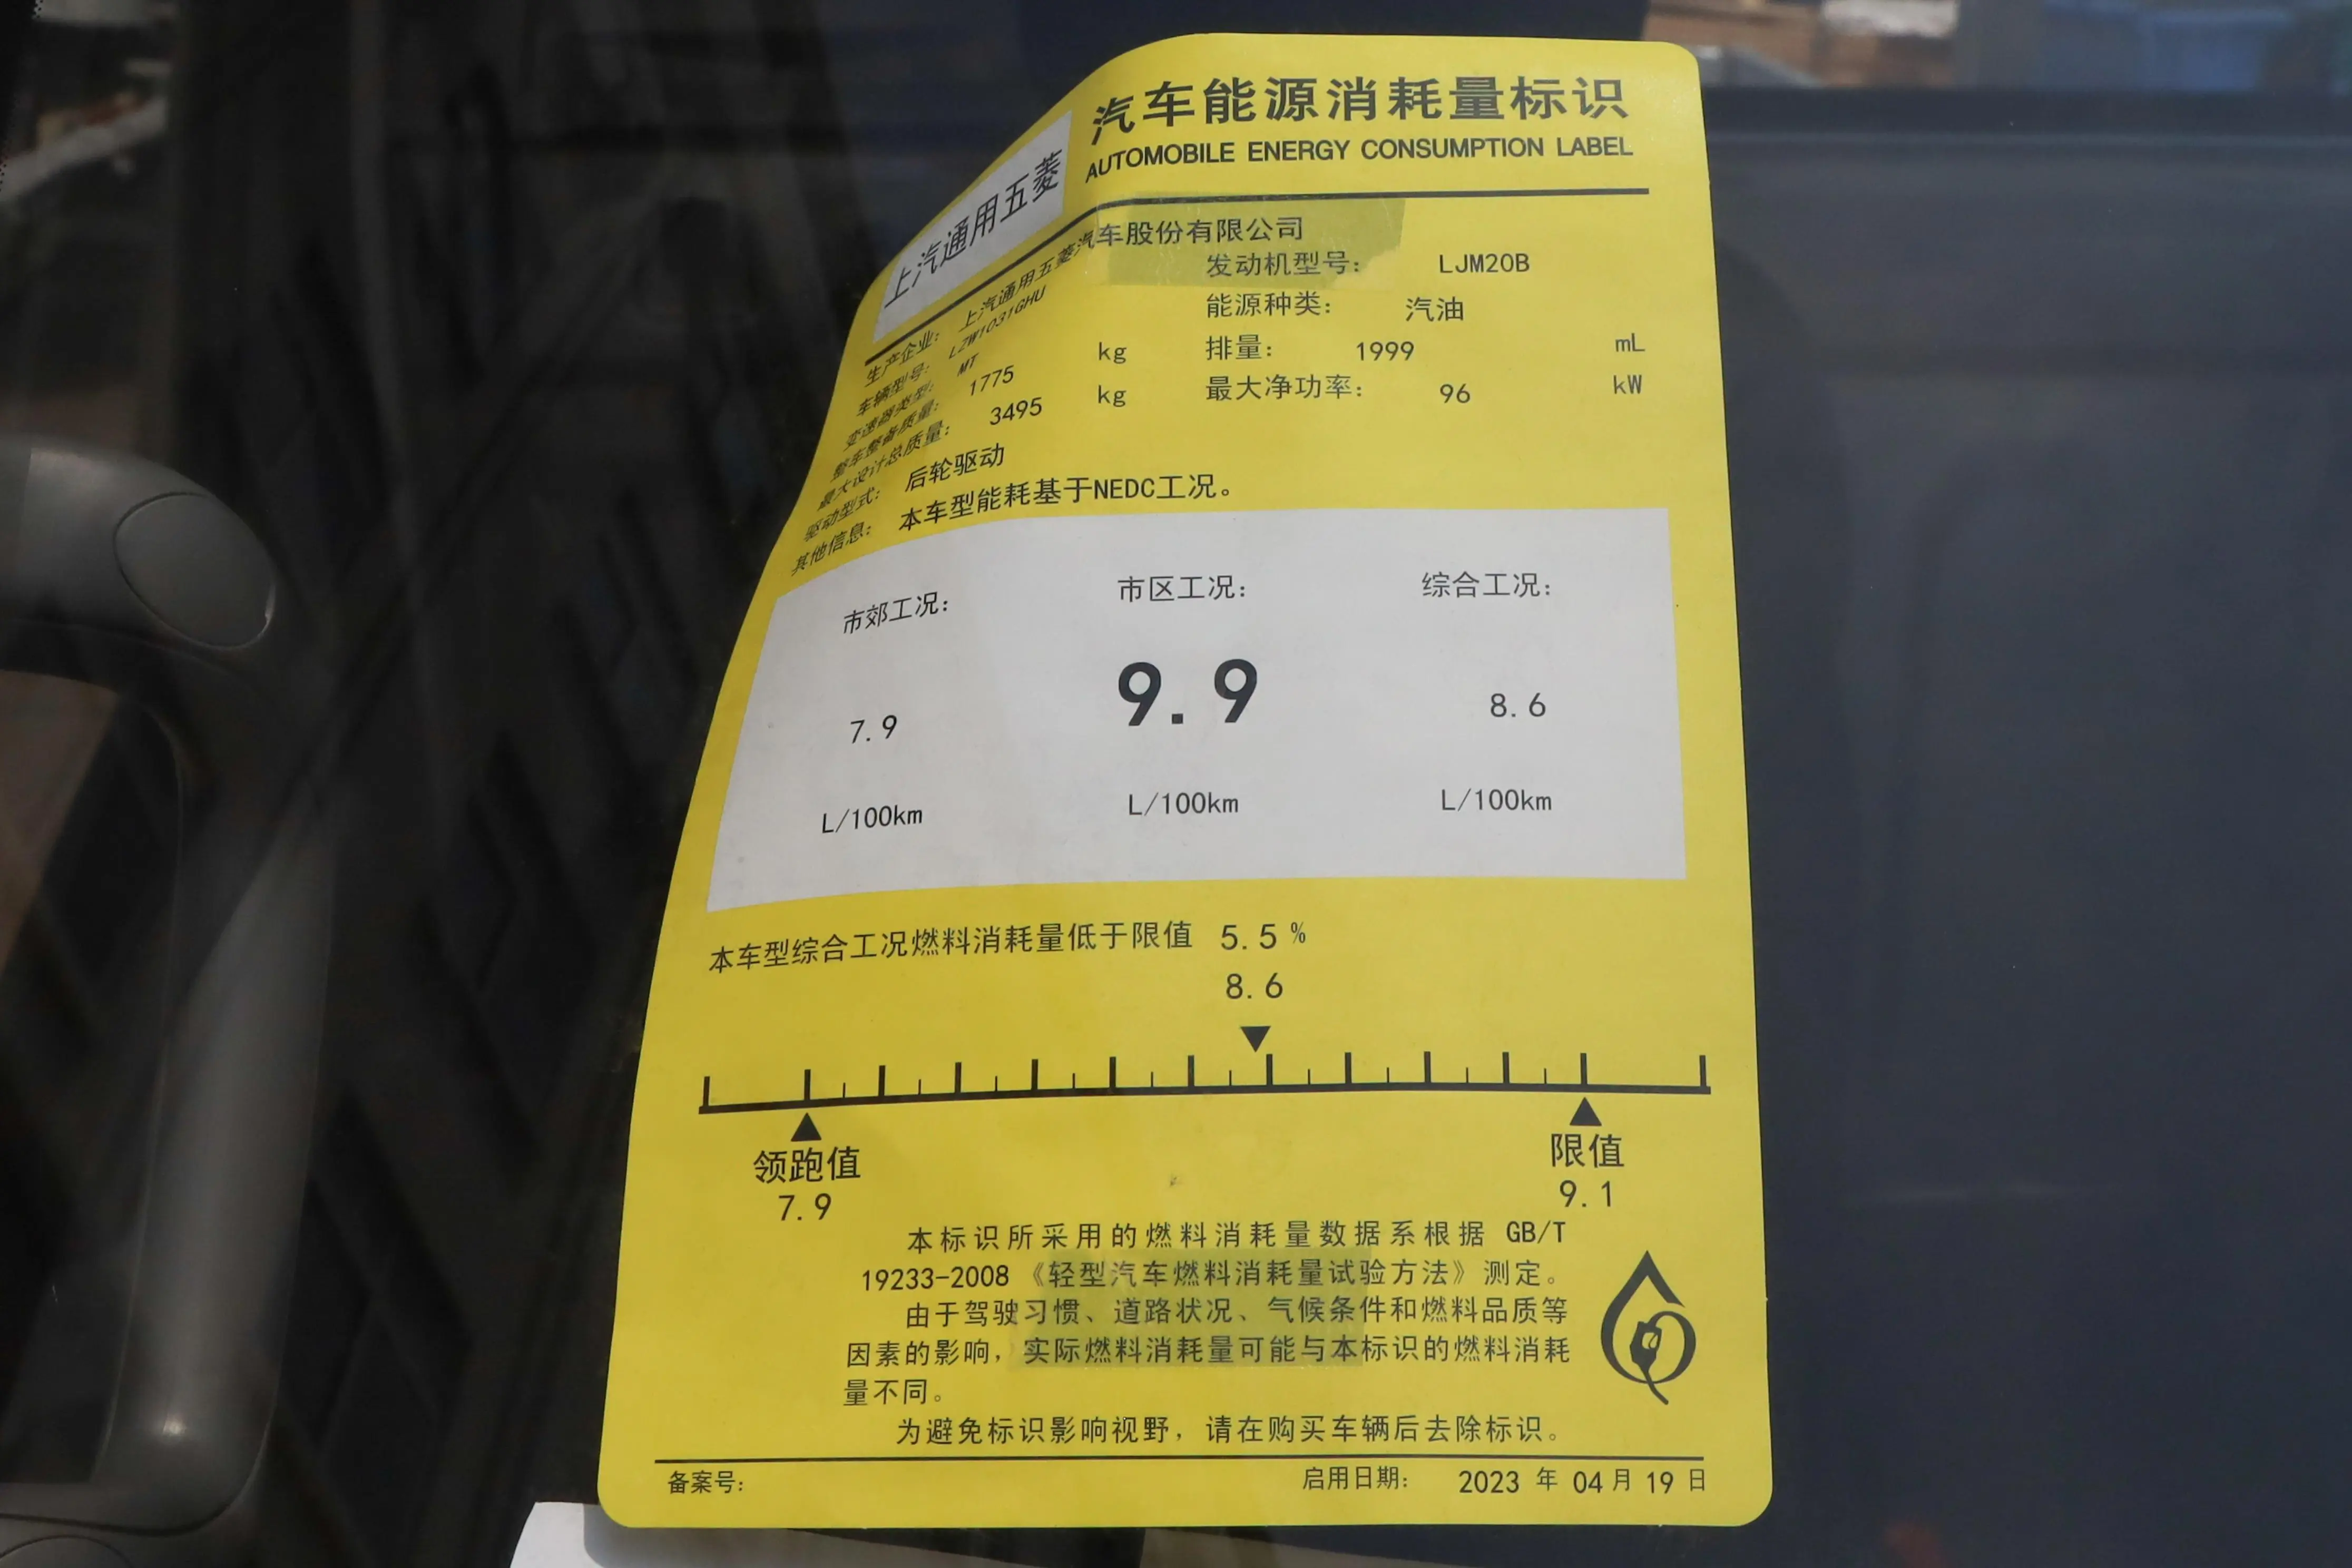 汽车能源消耗量标识
AUTOMOBILE ENERGY CONSUMPTION LABEL
上汽通用五菱
生产企业: 上汽通用五菱汽车股份有限公司
车辆型号: LZW1031GHU 发动机型号: LJM20B
变速器类型: MT 能源种类: 汽油
整车整备质量: 1775 kg 排量: 1999 mL
最大设计总质量: 3495 kg 最大净功率: 96 kW
驱动型式: 后轮驱动
其他信息: 本车型能耗基于NEDC工况。
市郊工况: 市区工况: 综合工况:
7.9 9.9 8.6
L/100km L/100km L/100km
本车型综合工况燃料消耗量低于限值 5.5 %
8.6
领跑值 限值
7.9 9.1
本标识所采用的燃料消耗量数据系根据 GB/T
19233-2008 《轻型汽车燃料消耗量试验方法》测定。
由于驾驶习惯、道路状况、气候条件和燃料品质等
因素的影响, 实际燃料消耗量可能与本标识的燃料消耗
量不同。
为避免标识影响视野, 请在购买车辆后去除标识。
备案号: 启用日期: 2023 年 04 月 19 日